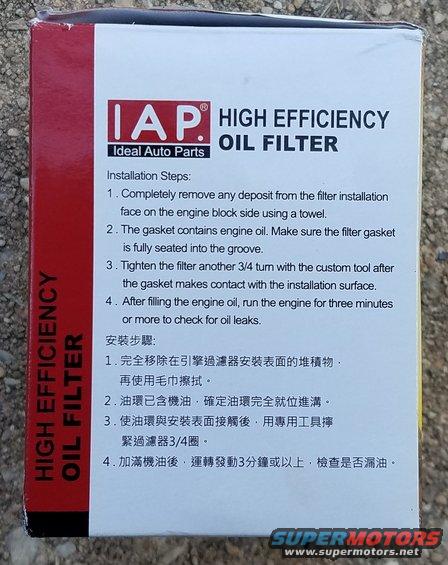 IAP.®
Ideal Auto Parts
HIGH EFFICIENCY
OIL FILTER
Installation Steps:
1 . Completely remove any deposit from the filter installation
face on the engine block side using a towel.
2 . The gasket contains engine oil. Make sure the filter gasket
is fully seated into the groove.
3 . Tighten the filter another 3/4 turn with the custom tool after
the gasket makes contact with the installation surface.
4 . After filling the engine oil, run the engine for three minutes
or more to check for oil leaks.
安裝步驟:
1 . 完全移除在引擎過濾器安裝表面的堆積物，
再使用毛巾擦拭。
2 . 油環已含機油，確定油環完全就位進溝。
3 . 使油環與安裝表面接觸後，用專用工具擰
緊過濾器3/4圈。
4 . 加滿機油後，運轉發動3分鐘或以上，檢查是否漏油。
HIGH EFFICIENCY
OIL FILTER
SUPERMOTORS
www.supermotors.net